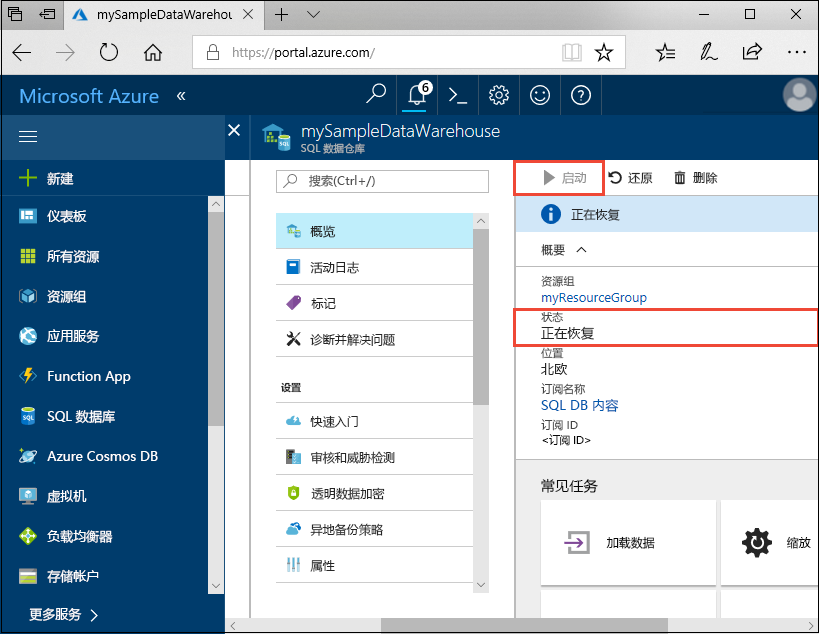 mySampleDataWarehou
https://portal.azure.com/
Microsoft Azure «
6
mySampleDataWarehouse
SQL 数据仓库
新建
仪表板
所有资源
资源组
应用服务
Function App
SQL 数据库
Azure Cosmos DB
虚拟机
负载均衡器
存储帐户
更多服务
搜索(Ctrl+/)
概览
活动日志
标记
诊断并解决问题
设置
快速入门
审核和威胁检测
透明数据加密
异地备份策略
属性
启动 还原 删除
正在恢复
概要
资源组
myResourceGroup
状态
正在恢复
位置
北欧
订阅名称
SQL DB 内容
订阅 ID
<订阅 ID>
常见任务
加载数据 缩放